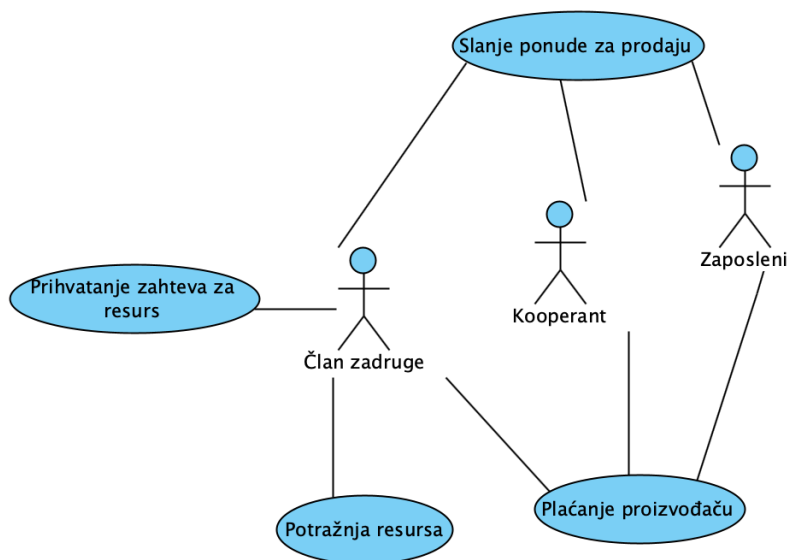 Slanje ponude za prodaju
Zaposleni
Prihvatanje zahteva za
resurs
Kooperant
Član zadruge
Potražnja resursa
Plaćanje proizvođaču